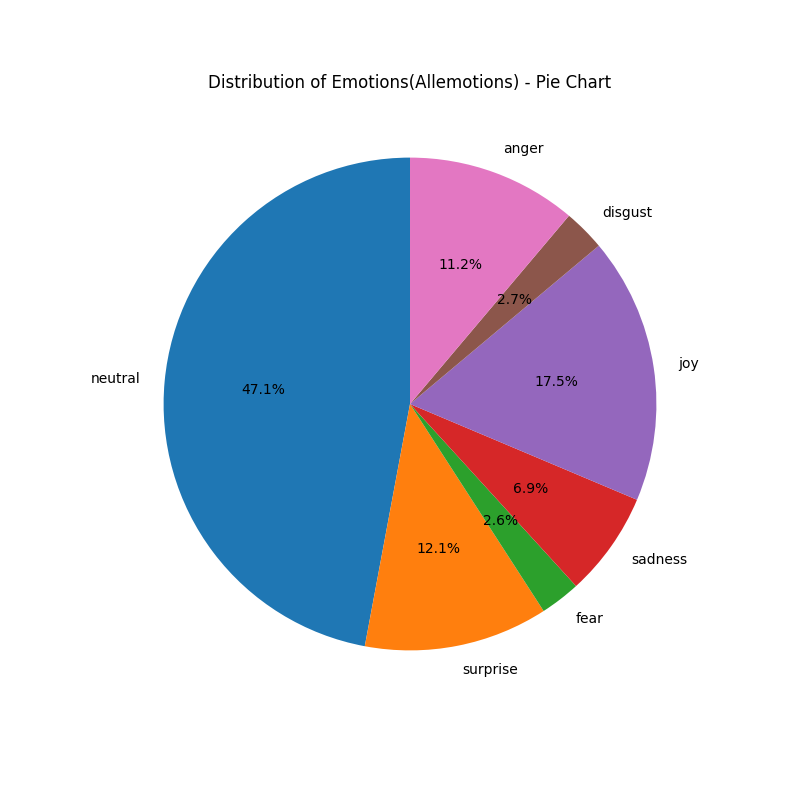 Distribution of Emotions(Allemotions) - Pie Chart
anger
disgust
11.2%
2.7%
joy
neutral
47.1%
17.5%
6.9%
2.6%
12.1%
sadness
fear
surprise